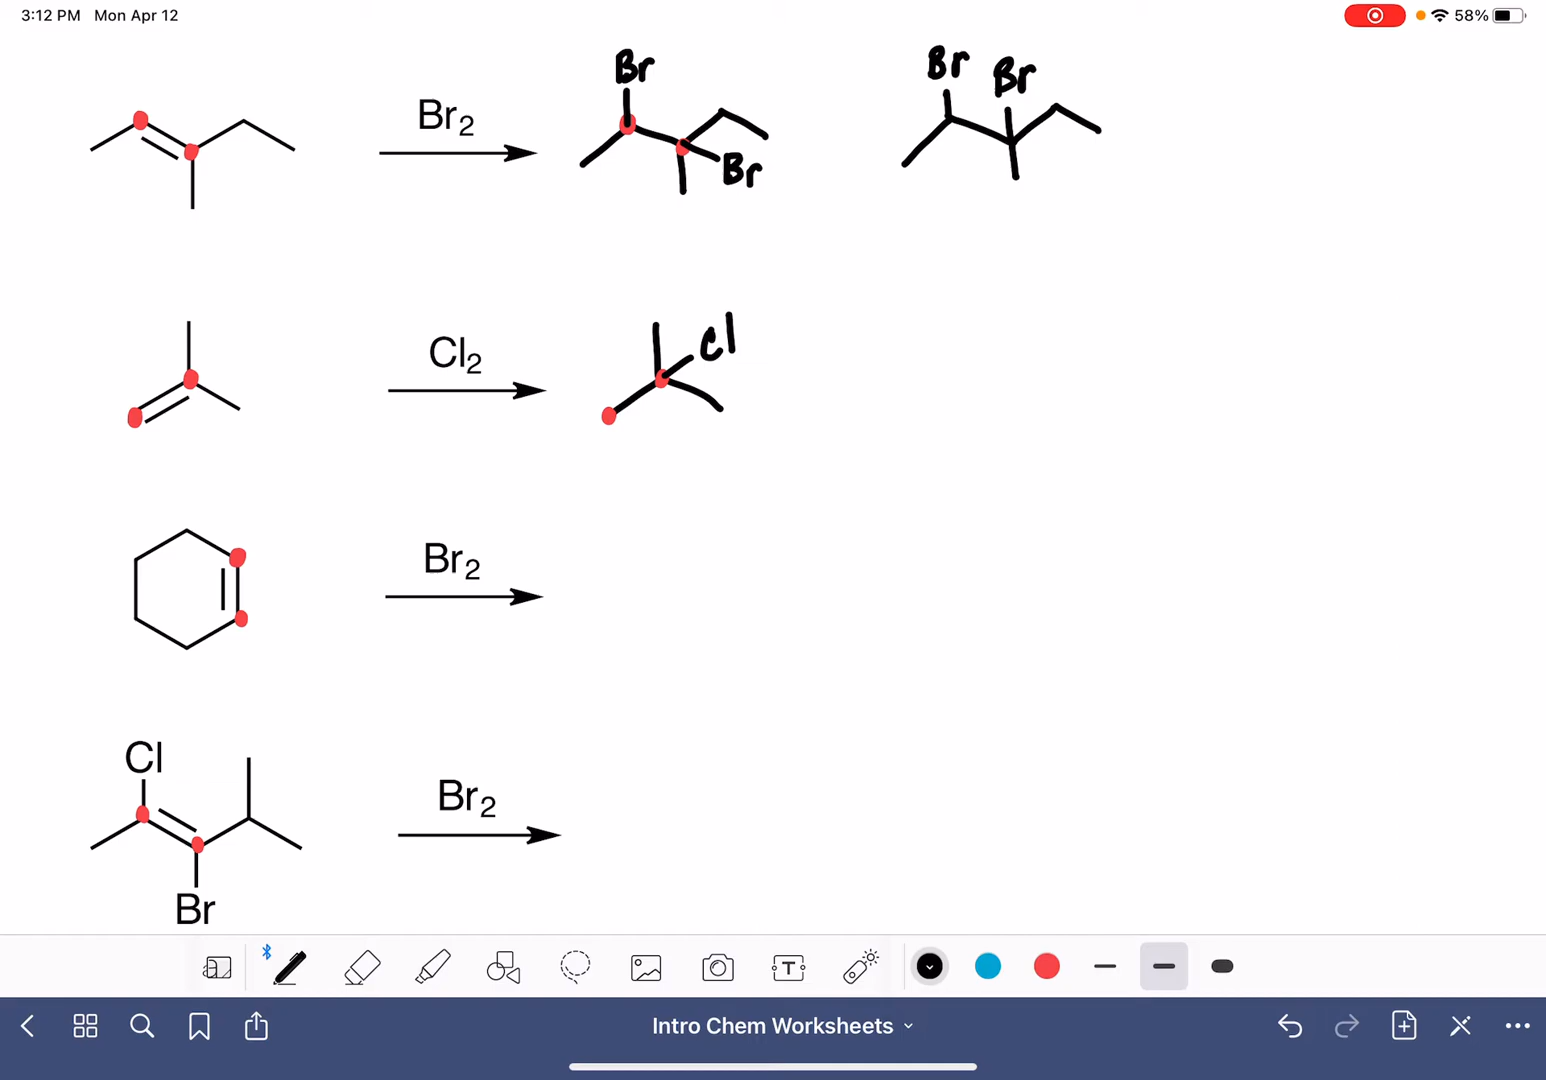 3:12 PM Mon Apr 12
58%
Br
Br
Br
Br
Br₂
Cl
Cl₂
Br₂
Cl
Br₂
Br
T
Intro Chem Worksheets